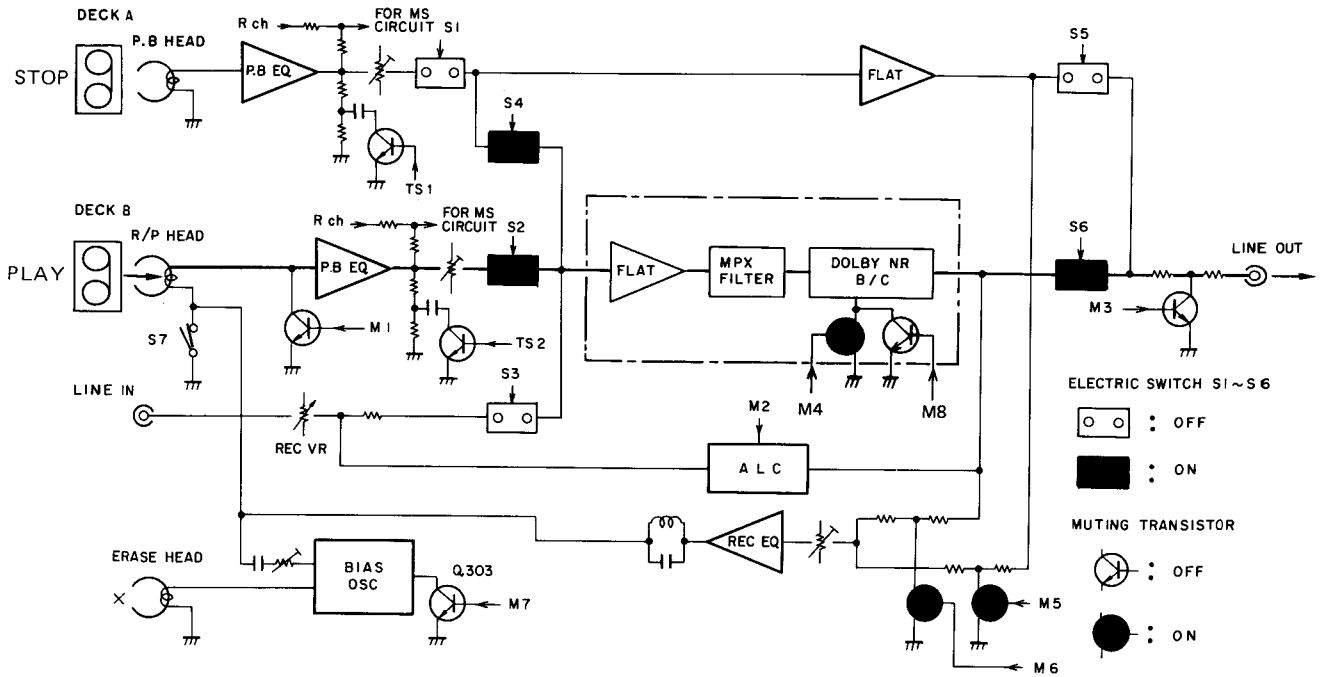 DECK A
P.B HEAD
STOP
R ch
FOR MS
CIRCUIT S1
P.B EQ
TS1
S4
FLAT
S5
DECK B
R/P HEAD
PLAY
R ch
FOR MS
CIRCUIT
S2
P.B EQ
S7
M1
TS2
FLAT
MPX
FILTER
DOLBY NR
B/C
M4
M8
S6
LINE OUT
M3
LINE IN
REC VR
S3
M2
ALC
ELECTRIC SWITCH S1~S6
: OFF
: ON
MUTING TRANSISTOR
: OFF
: ON
ERASE HEAD
BIAS
OSC
Q303
M7
REC EQ
M5
M6